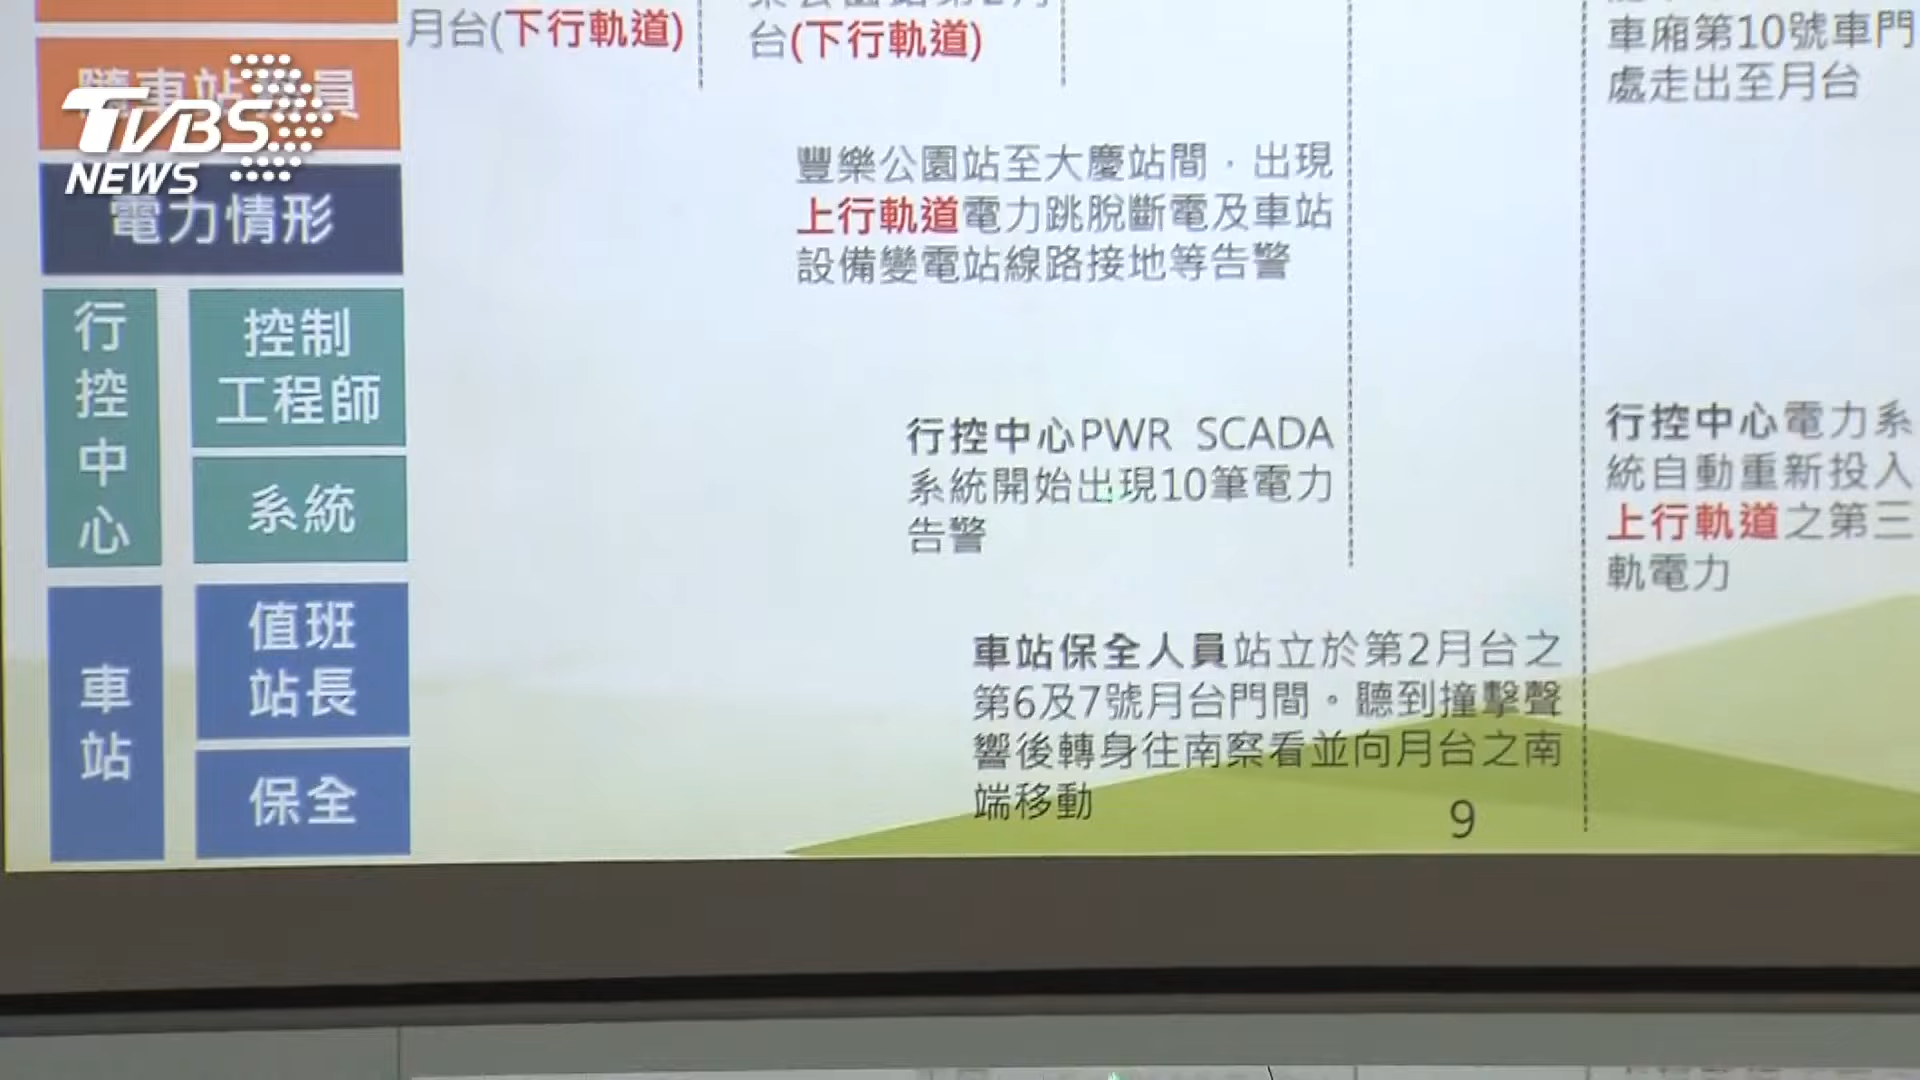 月台(下行軌道)
台(下行軌道)
車廂第10號車門
處走出至月台
TVBS
NEWS
電力情形
豐樂公園站至大慶站間，出現
上行軌道電力跳脫斷電及車站
設備變電站線路接地等告警
行控中心
控制
工程師
系統
行控中心PWR SCADA
系統開始出現10筆電力
告警
行控中心電力系
統自動重新投入
上行軌道之第三
軌電力
車站
值班
站長
保全
車站保全人員站立於第2月台之
第6及7號月台門間。聽到撞擊聲
響後轉身往南察看並向月台之南
端移動
9